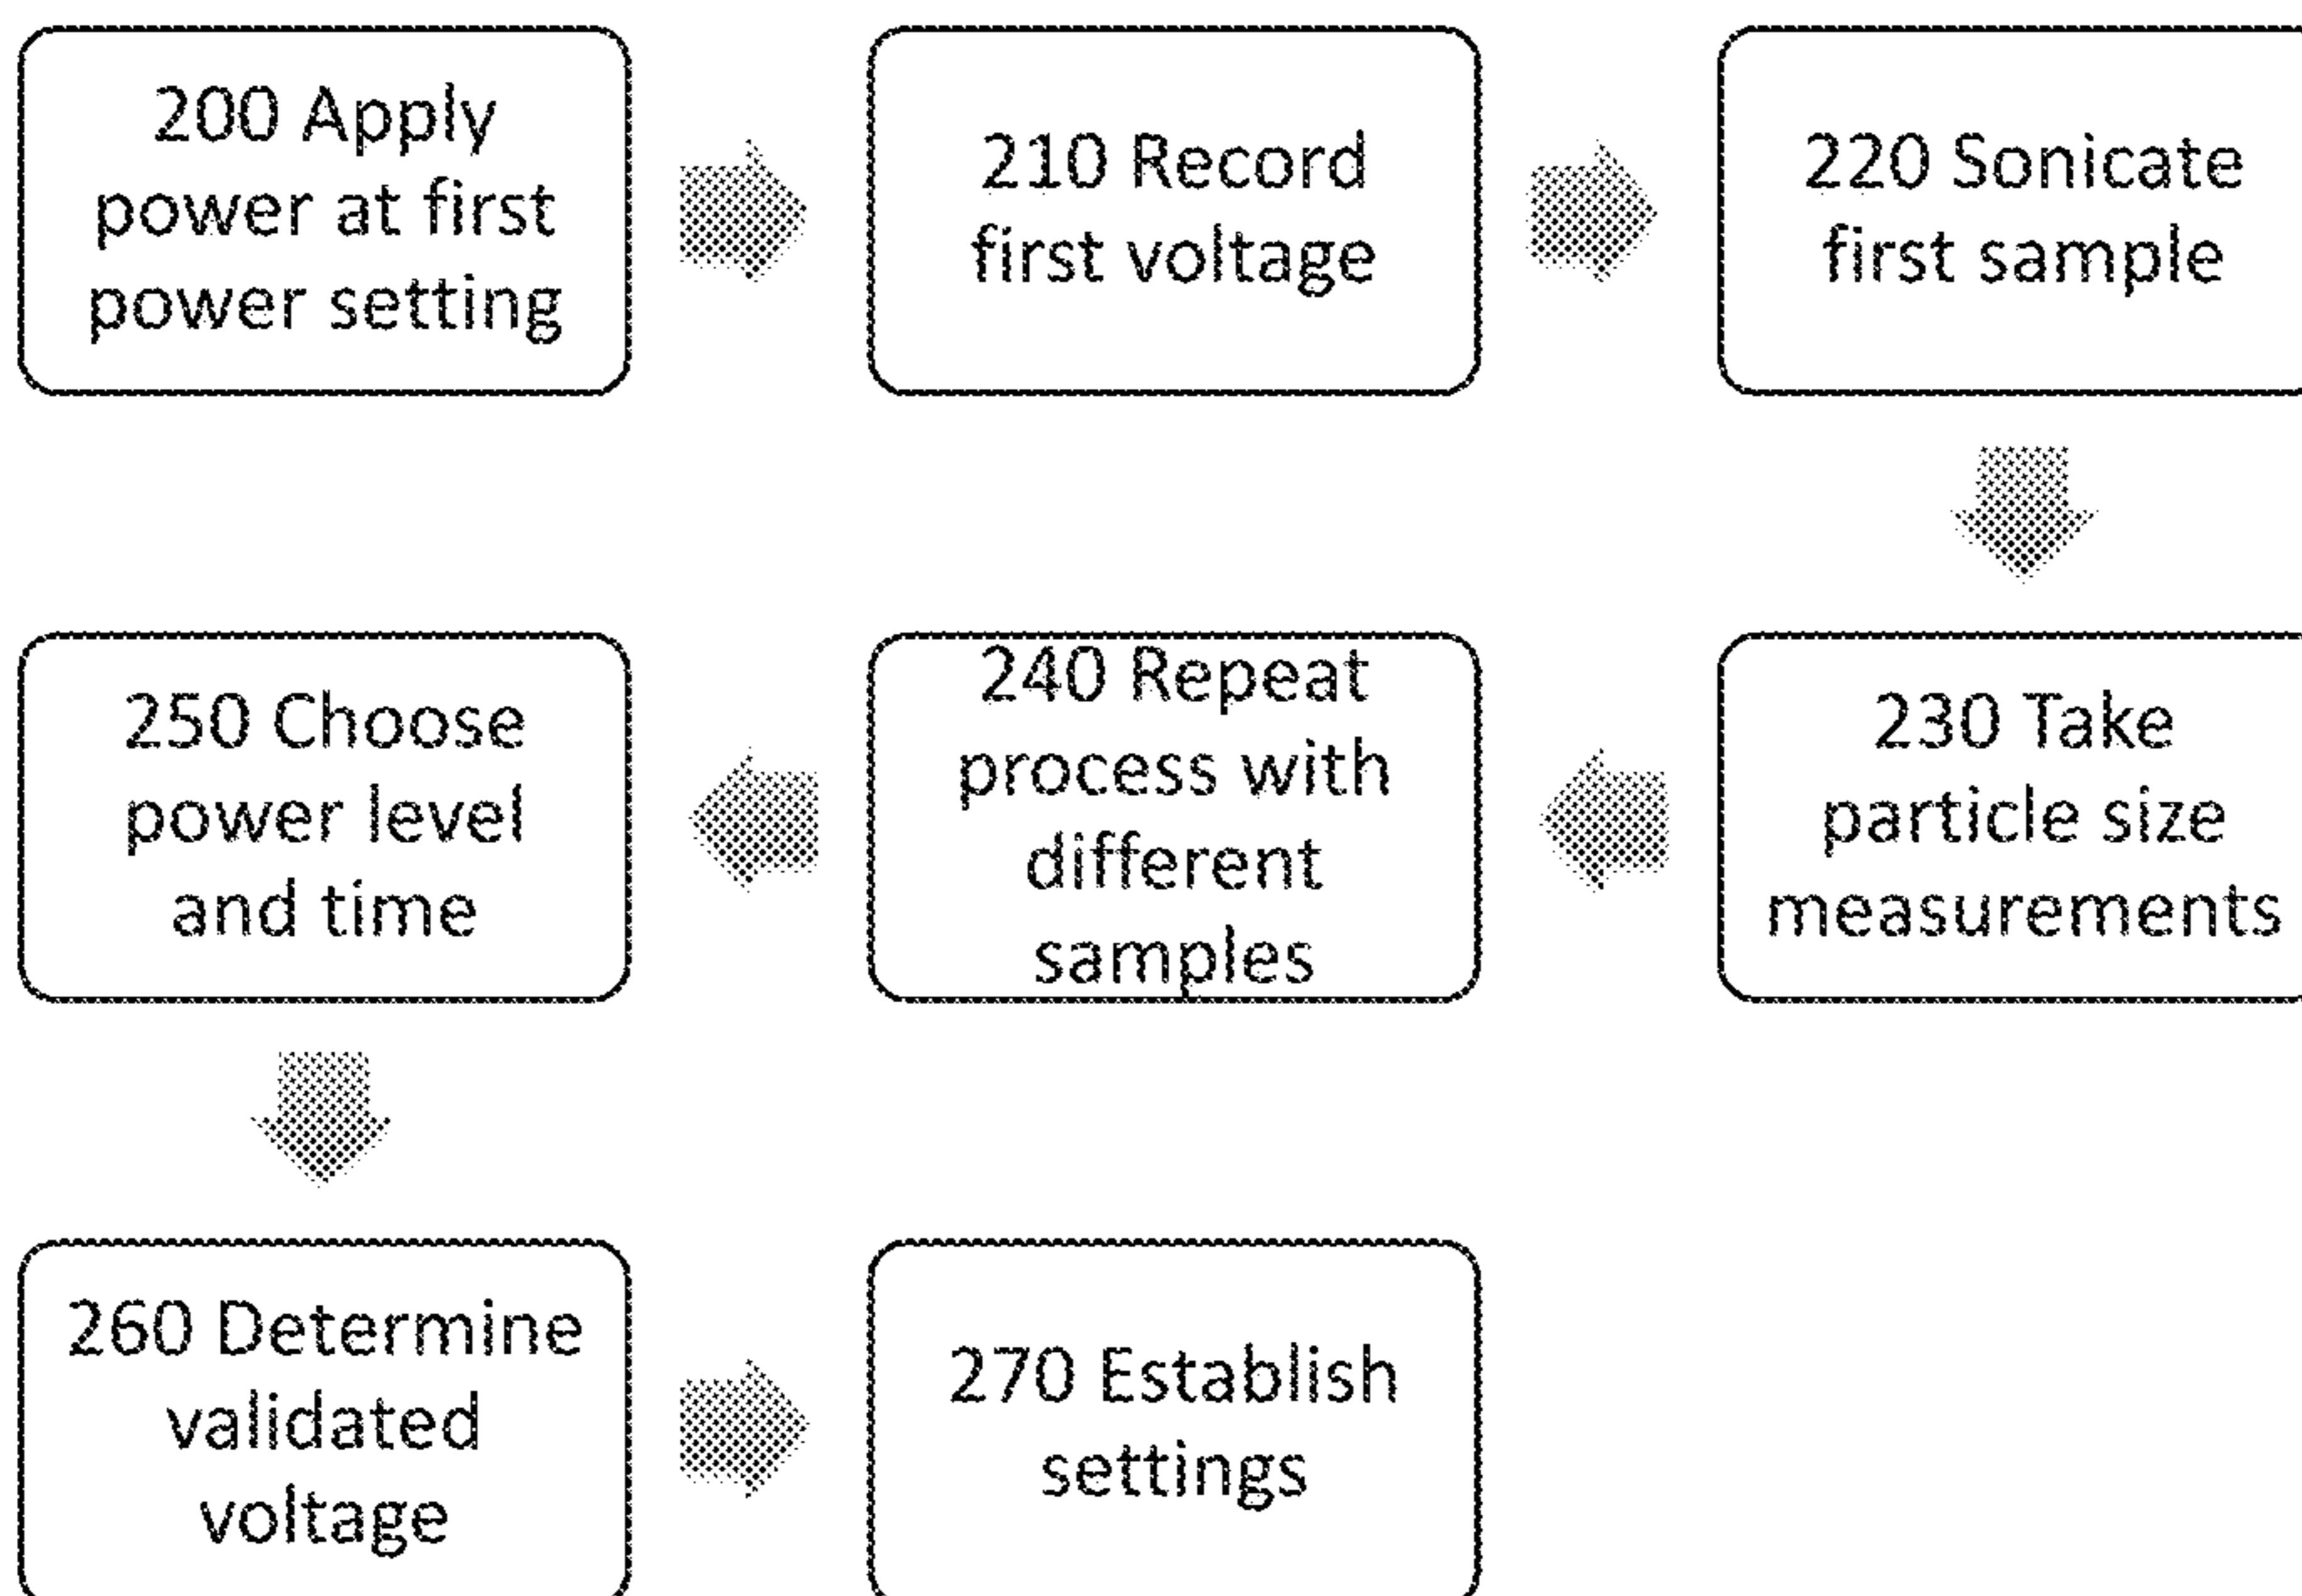 200 Apply
power at first
power setting
210 Record
first voltage
220 Sonicate
first sample
230 Take
particle size
measurements
240 Repeat
process with
different
samples
250 Choose
power level
and time
260 Determine
validated
voltage
270 Establish
settings